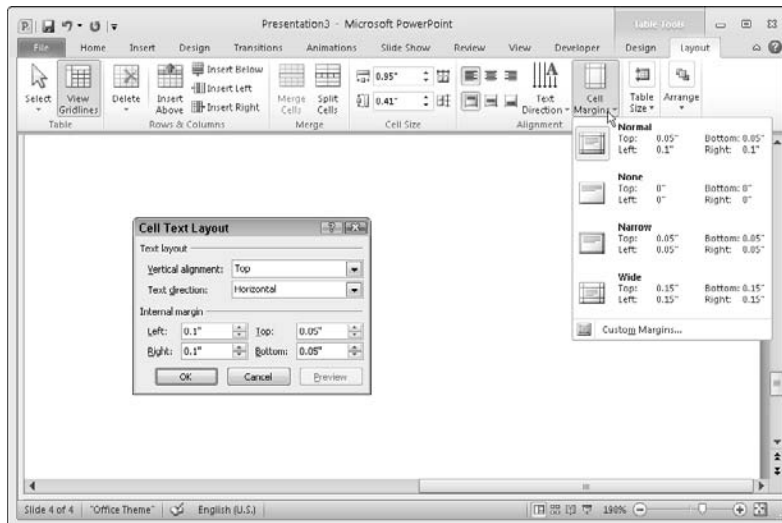 Presentation3 - Microsoft PowerPoint
Table Tools
File Home Insert Design Transitions Animations Slide Show Review View Developer Design Layout
Select
View Gridlines
Table
Delete
Insert Above
Insert Below
Insert Left
Insert Right
Rows & Columns
Merge Cells
Split Cells
Merge
0.95"
0.41"
Cell Size
Text Direction
Alignment
Cell Margins
Table Size
Arrange
Normal
Top: 0.05" Bottom: 0.05"
Left: 0.1" Right: 0.1"
None
Top: 0" Bottom: 0"
Left: 0" Right: 0"
Narrow
Top: 0.05" Bottom: 0.05"
Left: 0.05" Right: 0.05"
Wide
Top: 0.15" Bottom: 0.15"
Left: 0.15" Right: 0.15"
Custom Margins...
Cell Text Layout
Text layout
Vertical alignment: Top
Text direction: Horizontal
Internal margin
Left: 0.1" Top: 0.05"
Right: 0.1" Bottom: 0.05"
OK Cancel Preview
Slide 4 of 4 "Office Theme" English (U.S.) 198%